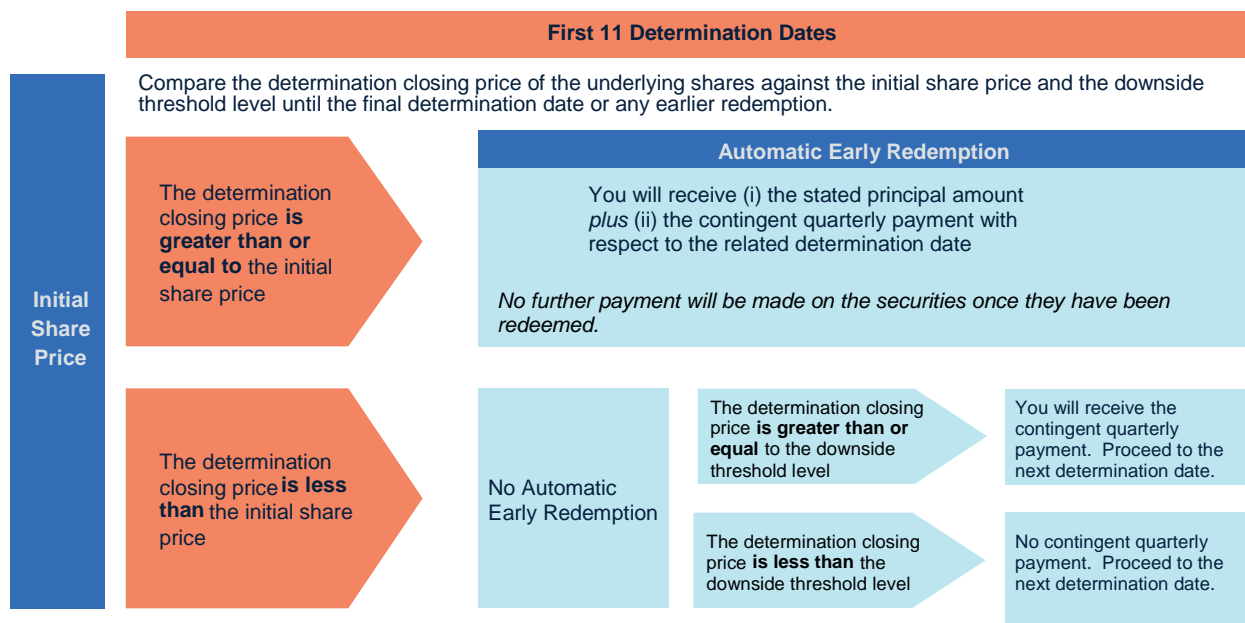 First 11 Determination Dates
Compare the determination closing price of the underlying shares against the initial share price and the downside
threshold level until the final determination date or any earlier redemption.
Initial
Share
Price
The determination
closing price is
greater than or
equal to the initial
share price
Automatic Early Redemption
You will receive (i) the stated principal amount
plus (ii) the contingent quarterly payment with
respect to the related determination date
No further payment will be made on the securities once they have been
redeemed.
The determination
closing price is less
than the initial share
price
No Automatic
Early Redemption
The determination closing
price is greater than or
equal to the downside
threshold level
You will receive the
contingent quarterly
payment.  Proceed to the
next determination date.
The determination closing
price is less than the
downside threshold level
No contingent quarterly
payment.  Proceed to the
next determination date.